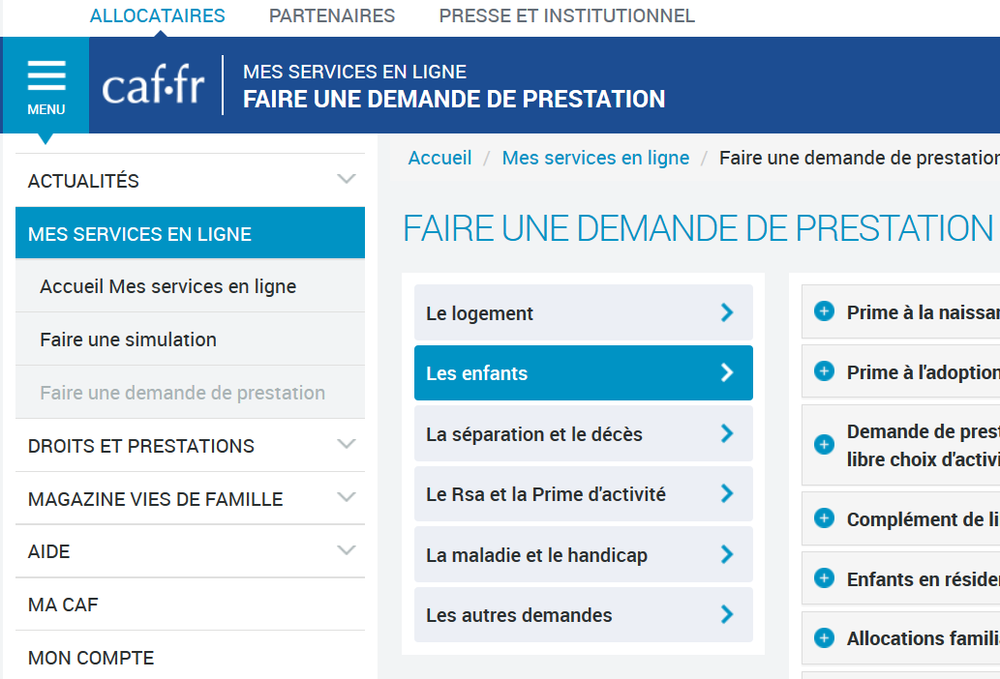 ALLOCATAIRES PARTENAIRES PRESSE ET INSTITUTIONNEL
MENU
caf.fr
MES SERVICES EN LIGNE
FAIRE UNE DEMANDE DE PRESTATION
ACTUALITÉS
MES SERVICES EN LIGNE
Accueil Mes services en ligne
Faire une simulation
Faire une demande de prestation
DROITS ET PRESTATIONS
MAGAZINE VIES DE FAMILLE
AIDE
MA CAF
MON COMPTE
Accueil / Mes services en ligne / Faire une demande de prestation
FAIRE UNE DEMANDE DE PRESTATION
Le logement
Les enfants
La séparation et le décès
Le Rsa et la Prime d'activité
La maladie et le handicap
Les autres demandes
Prime à la naissan
Prime à l'adoption
Demande de prest
libre choix d'activi
Complément de li
Enfants en réside
Allocations famili